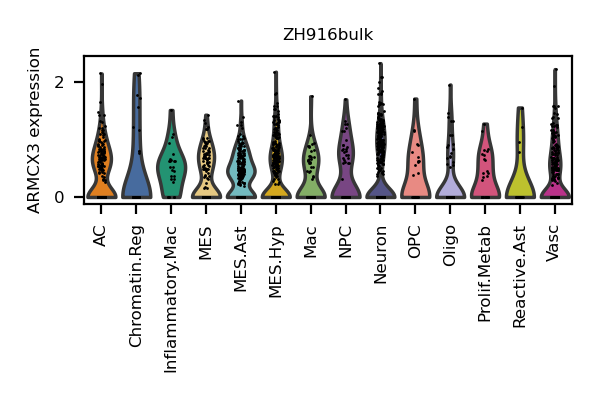 ZH916bulk
ARMCX3 expression
2
0
AC
Chromatin.Reg
Inflammatory.Mac
MES
MES.Ast
MES.Hyp
Mac
NPC
Neuron
OPC
Oligo
Prolif.Metab
Reactive.Ast
Vasc